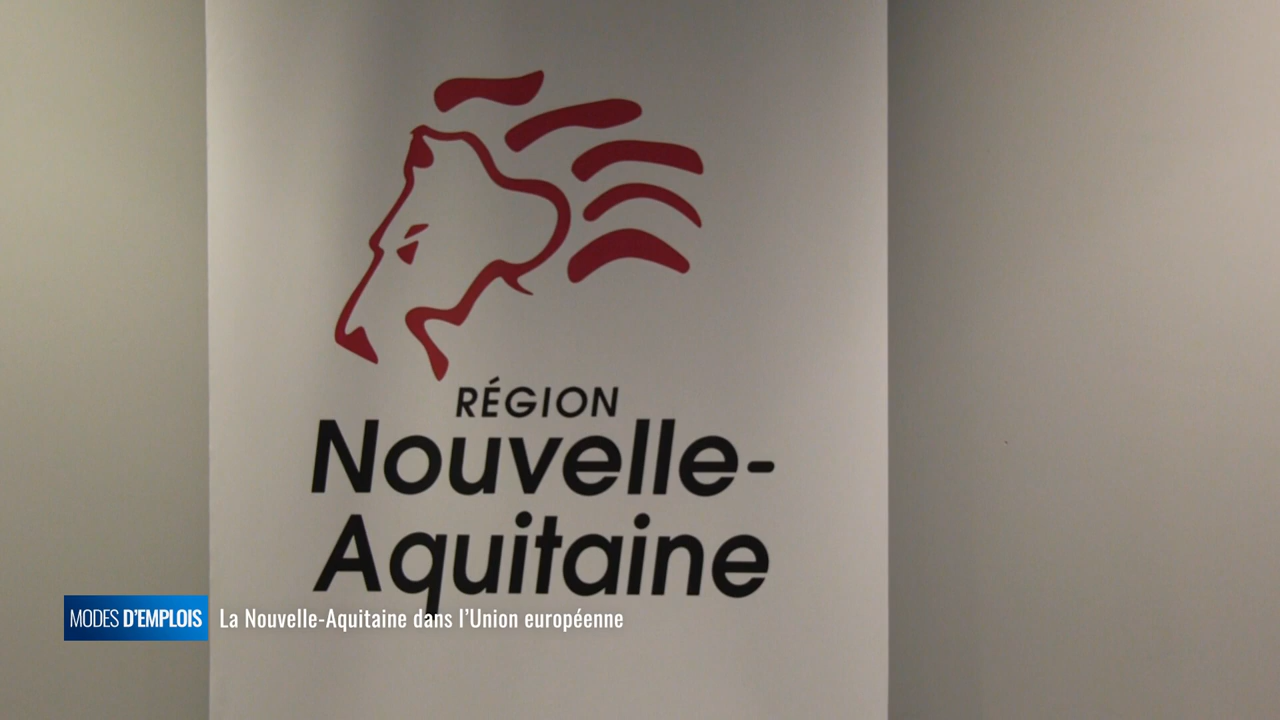 RÉGION
Nouvelle-
Aquitaine
MODES D'EMPLOIS La Nouvelle-Aquitaine dans l'Union européenne